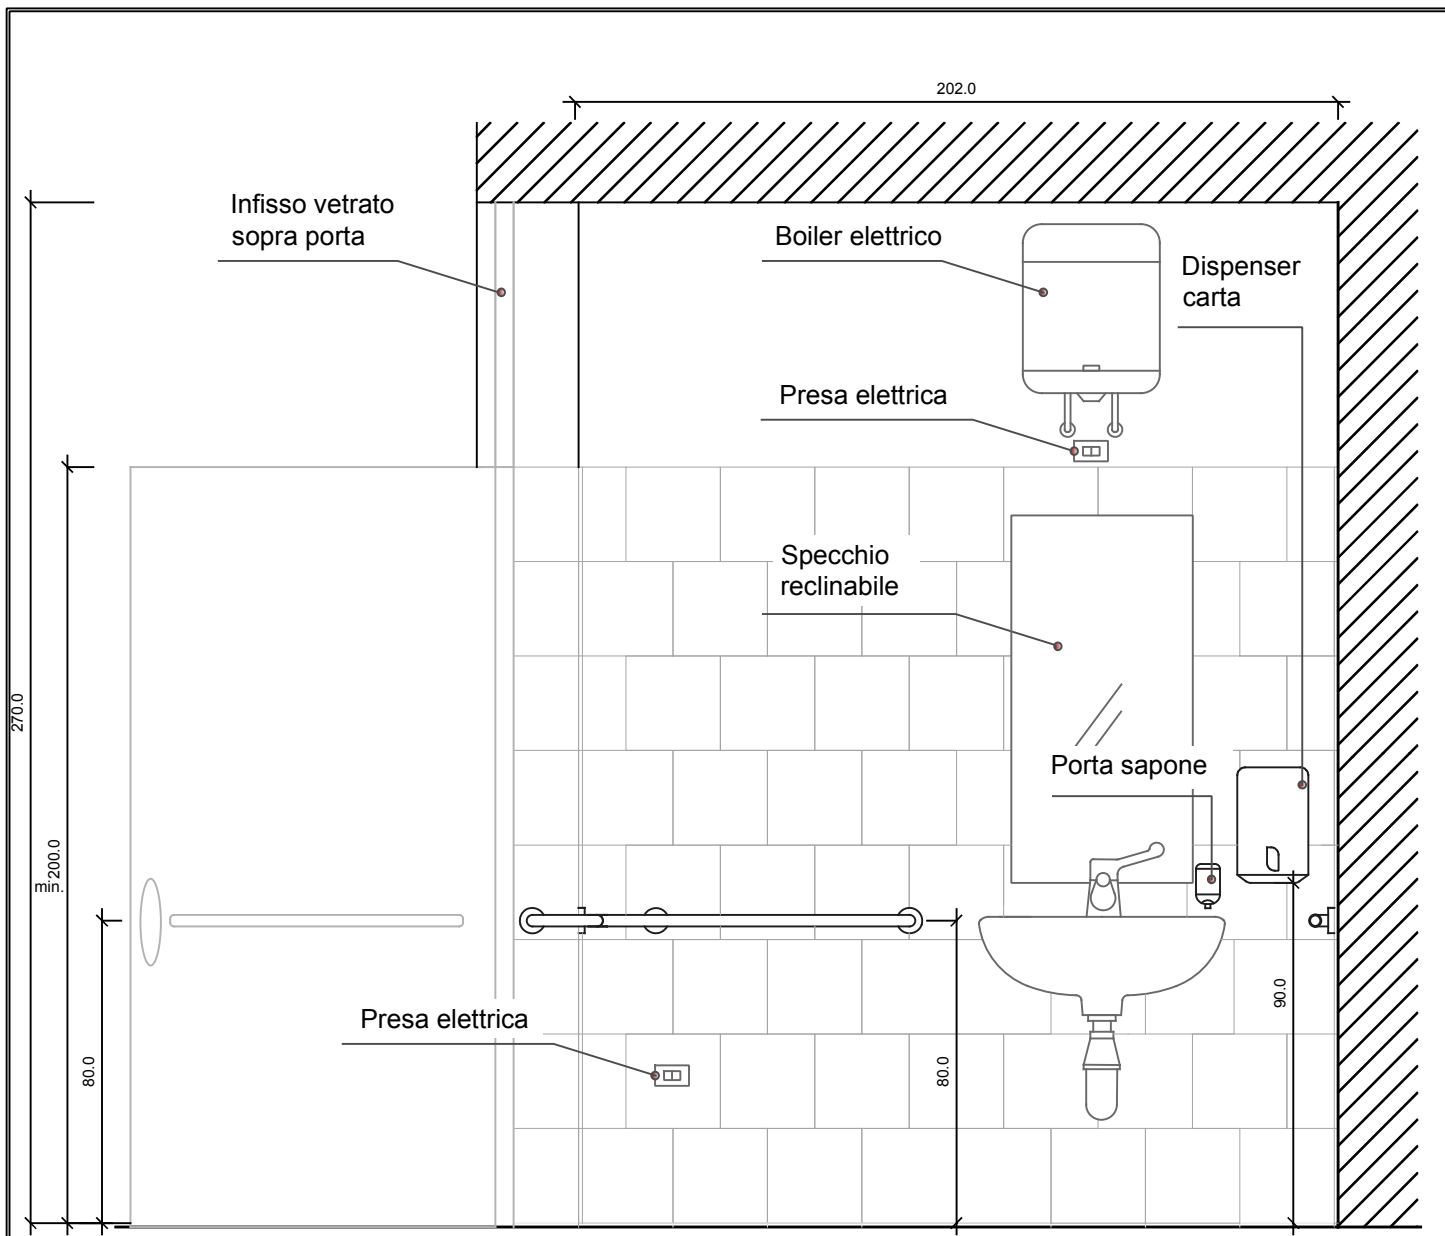 202.0
Infisso vetrato
sopra porta
Boiler elettrico
Dispenser
carta
Presa elettrica
Specchio
reclinabile
270.0
Porta sapone
min.200.0
90.0
Presa elettrica
80.0
80.0